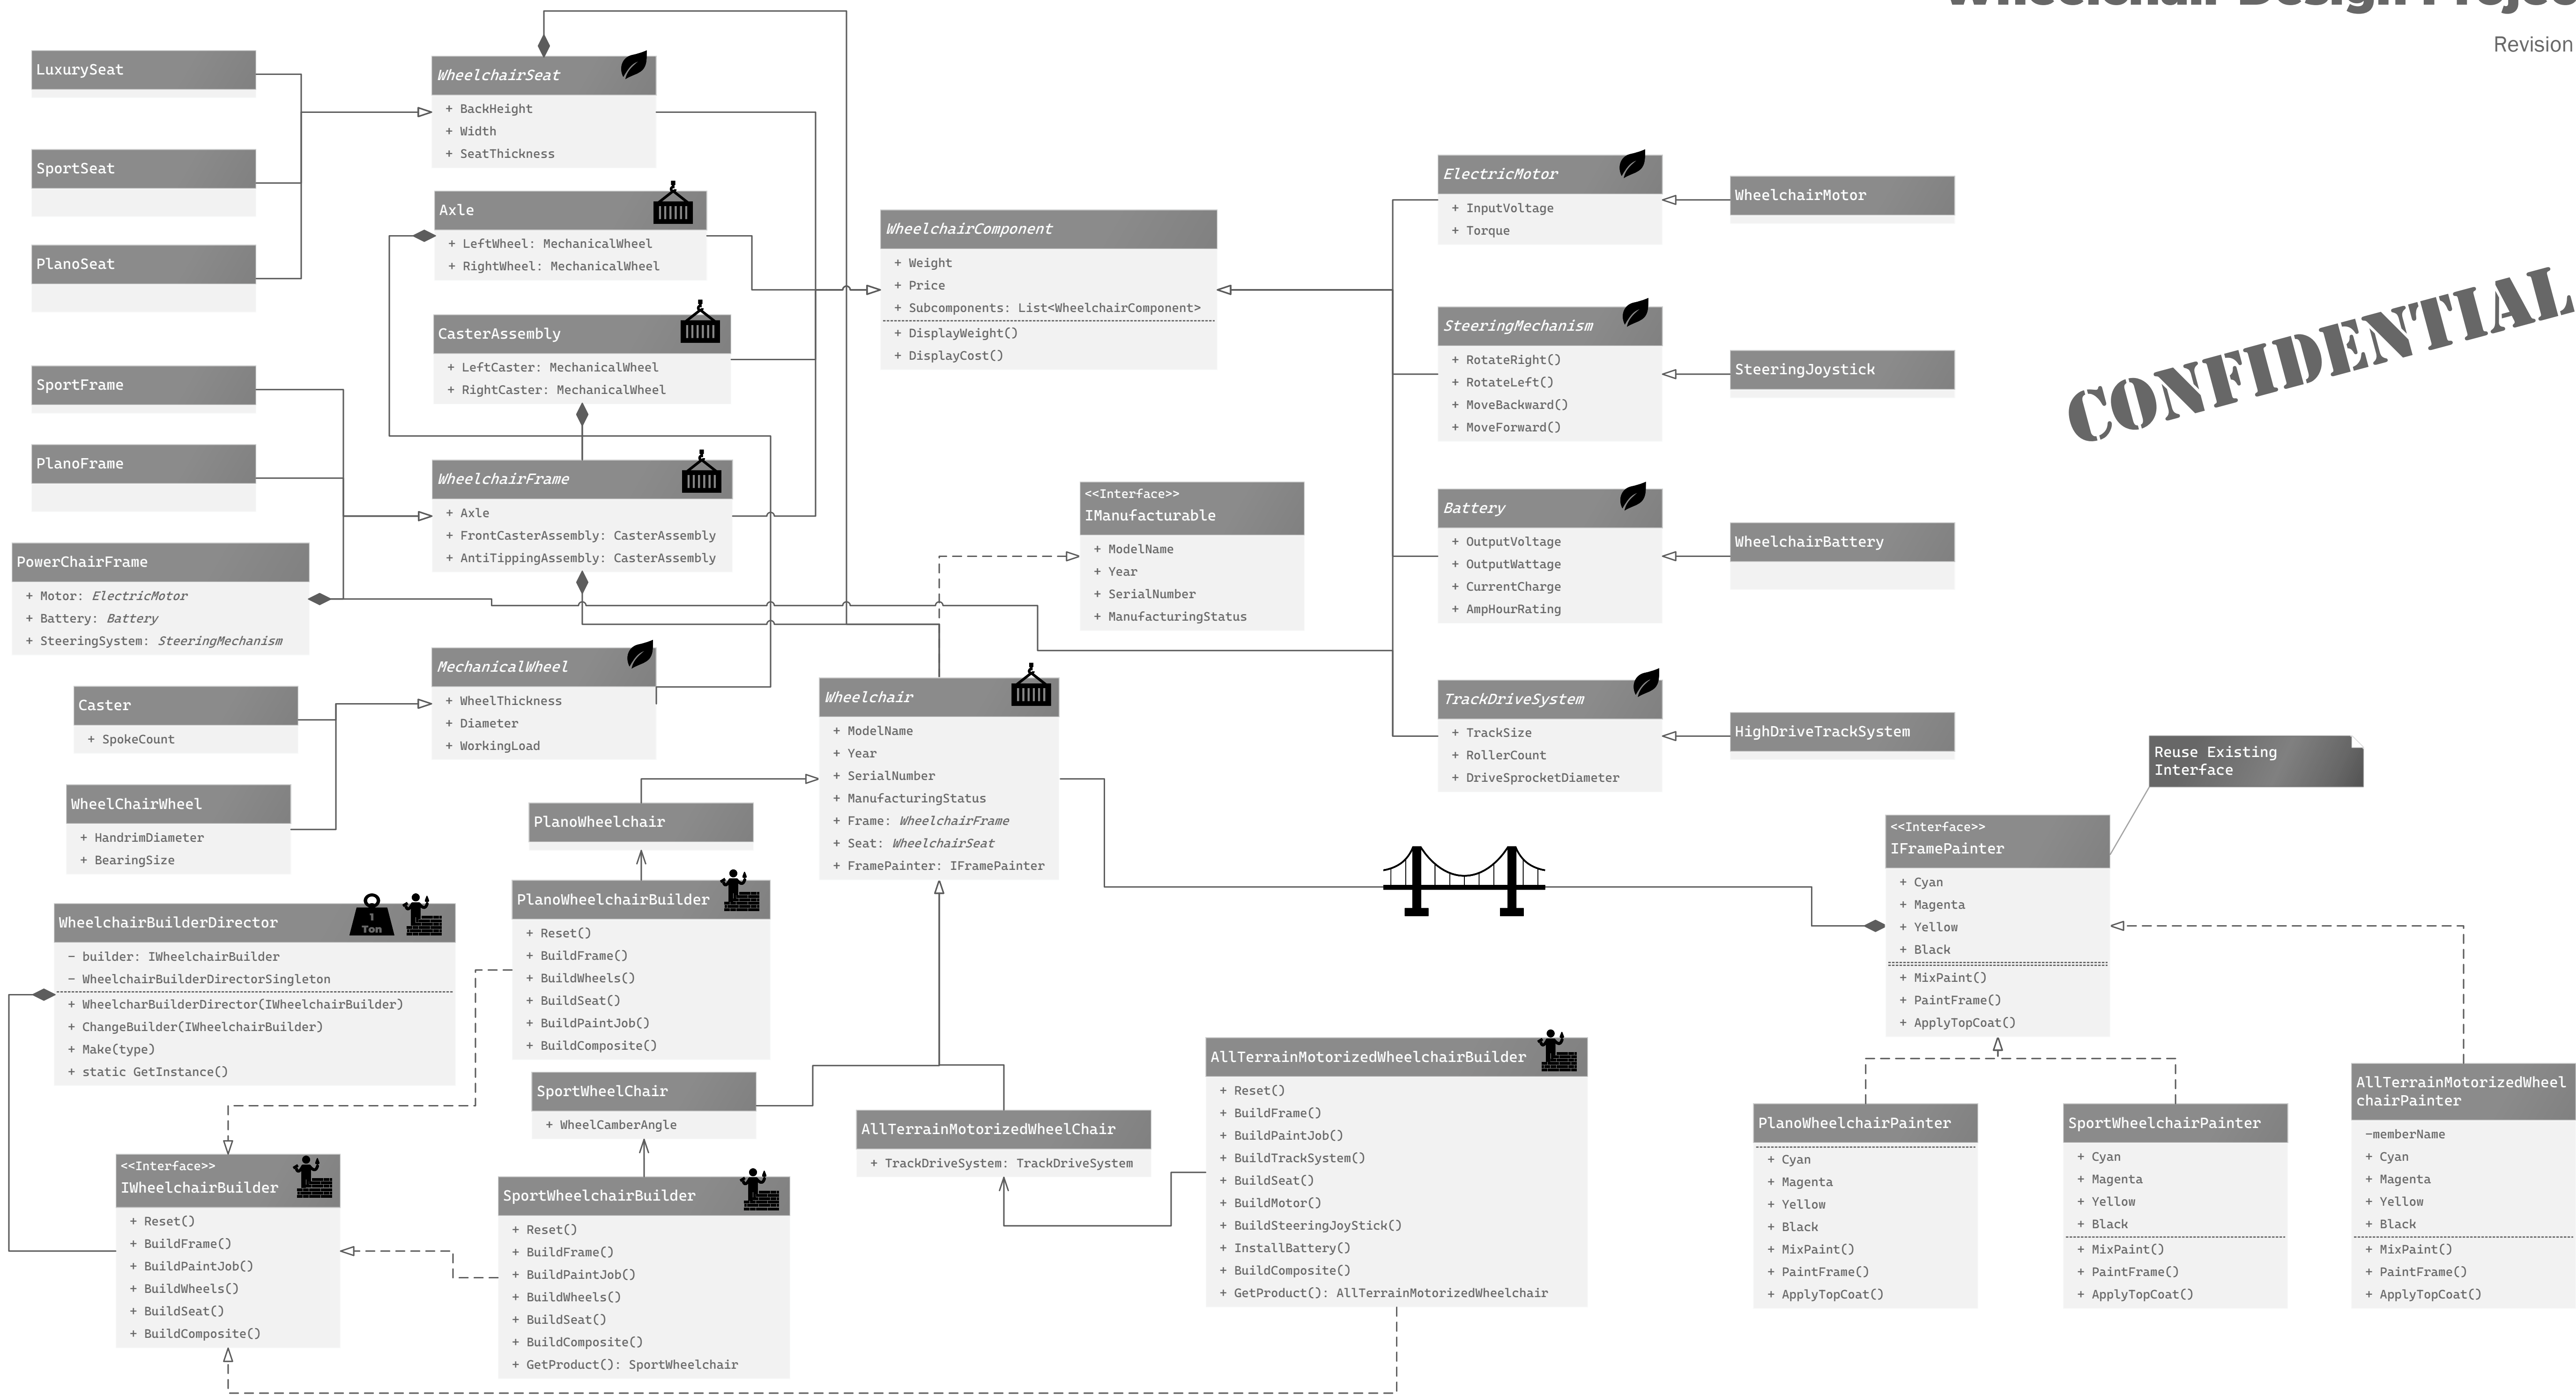 Wheelchair Design Projec
Revision
LuxurySeat
SportSeat
PlanoSeat
SportFrame
PlanoFrame
PowerChairFrame
+ Motor: ElectricMotor
+ Battery: Battery
+ SteeringSystem: SteeringMechanism
Caster
+ SpokeCount
WheelChairWheel
+ HandrimDiameter
+ BearingSize
WheelchairSeat
+ BackHeight
+ Width
+ SeatThickness
Axle
+ LeftWheel: MechanicalWheel
+ RightWheel: MechanicalWheel
CasterAssembly
+ LeftCaster: MechanicalWheel
+ RightCaster: MechanicalWheel
WheelchairFrame
+ Axle
+ FrontCasterAssembly: CasterAssembly
+ AntiTippingAssembly: CasterAssembly
MechanicalWheel
+ WheelThickness
+ Diameter
+ WorkingLoad
WheelchairComponent
+ Weight
+ Price
+ Subcomponents: List<WheelchairComponent>
+ DisplayWeight()
+ DisplayCost()
<<Interface>>
IManufacturable
+ ModelName
+ Year
+ SerialNumber
+ ManufacturingStatus
Wheelchair
+ ModelName
+ Year
+ SerialNumber
+ ManufacturingStatus
+ Frame: WheelchairFrame
+ Seat: WheelchairSeat
+ FramePainter: IFramePainter
ElectricMotor
+ InputVoltage
+ Torque
WheelchairMotor
SteeringMechanism
+ RotateRight()
+ RotateLeft()
+ MoveBackward()
+ MoveForward()
SteeringJoystick
Battery
+ OutputVoltage
+ OutputWattage
+ CurrentCharge
+ AmpHourRating
WheelchairBattery
TrackDriveSystem
+ TrackSize
+ RollerCount
+ DriveSprocketDiameter
HighDriveTrackSystem
CONFIDENTIAL
Reuse Existing
Interface
<<Interface>>
IFramePainter
+ Cyan
+ Magenta
+ Yellow
+ Black
+ MixPaint()
+ PaintFrame()
+ ApplyTopCoat()
PlanoWheelchair
PlanoWheelchairBuilder
+ Reset()
+ BuildFrame()
+ BuildWheels()
+ BuildSeat()
+ BuildPaintJob()
+ BuildComposite()
WheelchairBuilderDirector
1
Ton
− builder: IWheelchairBuilder
− WheelchairBuilderDirectorSingleton
+ WheelcharBuilderDirector(IWheelchairBuilder)
+ ChangeBuilder(IWheelchairBuilder)
+ Make(type)
+ static GetInstance()
<<Interface>>
IWheelchairBuilder
+ Reset()
+ BuildFrame()
+ BuildPaintJob()
+ BuildWheels()
+ BuildSeat()
+ BuildComposite()
SportWheelChair
+ WheelCamberAngle
SportWheelchairBuilder
+ Reset()
+ BuildFrame()
+ BuildPaintJob()
+ BuildWheels()
+ BuildSeat()
+ BuildComposite()
+ GetProduct(): SportWheelchair
AllTerrainMotorizedWheelChair
+ TrackDriveSystem: TrackDriveSystem
AllTerrainMotorizedWheelchairBuilder
+ Reset()
+ BuildFrame()
+ BuildPaintJob()
+ BuildTrackSystem()
+ BuildSeat()
+ BuildMotor()
+ BuildSteeringJoyStick()
+ InstallBattery()
+ BuildComposite()
+ GetProduct(): AllTerrainMotorizedWheelchair
PlanoWheelchairPainter
+ Cyan
+ Magenta
+ Yellow
+ Black
+ MixPaint()
+ PaintFrame()
+ ApplyTopCoat()
SportWheelchairPainter
+ Cyan
+ Magenta
+ Yellow
+ Black
+ MixPaint()
+ PaintFrame()
+ ApplyTopCoat()
AllTerrainMotorizedWheel
chairPainter
−memberName
+ Cyan
+ Magenta
+ Yellow
+ Black
+ MixPaint()
+ PaintFrame()
+ ApplyTopCoat()